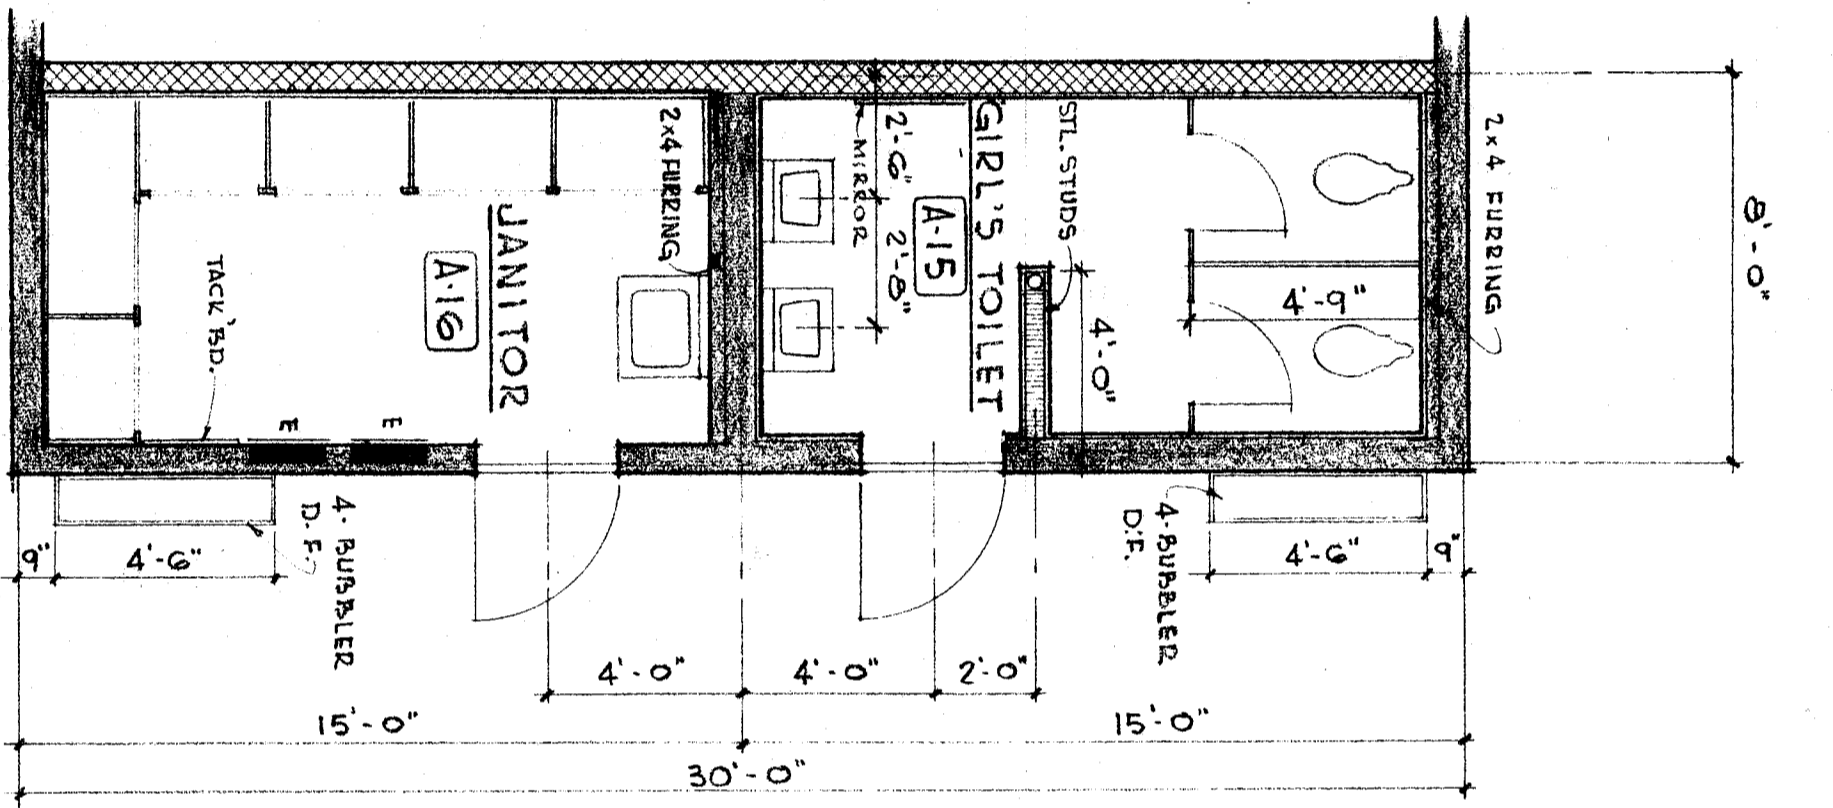 2x4 FURRING
8'-0"
STL. STUDS
GIRL'S TOILET
A-15
2'-6"
2'-8"
MIRROR
2x4 FURRING
JANITOR
A-16
TACK BD.
E
E
4'-9"
4'-0"
4-BUBBLER
D.F.
4-BUBBLER
D.F.
9"
4'-6"
4'-6"
9"
4'-0"
4'-0"
2'-0"
15'-0"
15'-0"
30'-0"